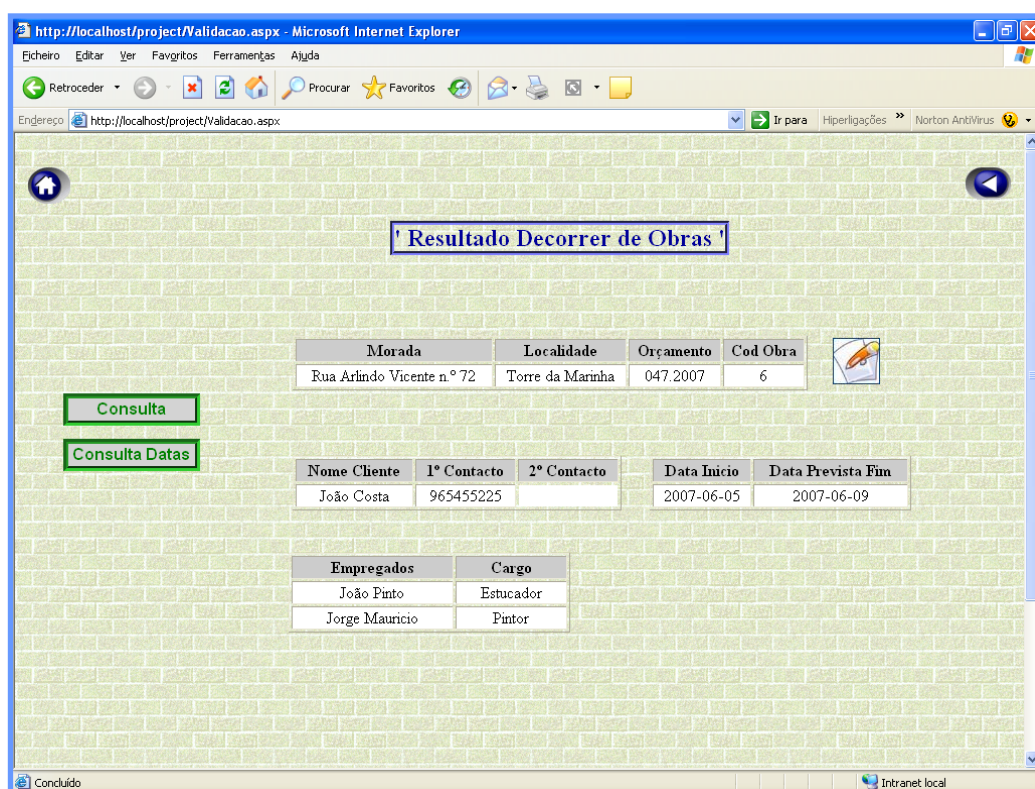 http://localhost/project/Validacao.aspx - Microsoft Internet Explorer
Ficheiro Editar Ver Favoritos Ferramentas Ajuda
Retroceder Procurar Favoritos
Endereço http://localhost/project/Validacao.aspx Ir para Hiperligações » Norton AntiVirus
' Resultado Decorrer de Obras '
Morada Localidade Orçamento Cod Obra
Rua Arlindo Vicente n.º 72 Torre da Marinha 047.2007 6
Consulta
Consulta Datas
Nome Cliente 1º Contacto 2º Contacto Data Inicio Data Prevista Fim
João Costa 965455225 2007-06-05 2007-06-09
Empregados Cargo
João Pinto Estucador
Jorge Mauricio Pintor
Concluído Intranet local